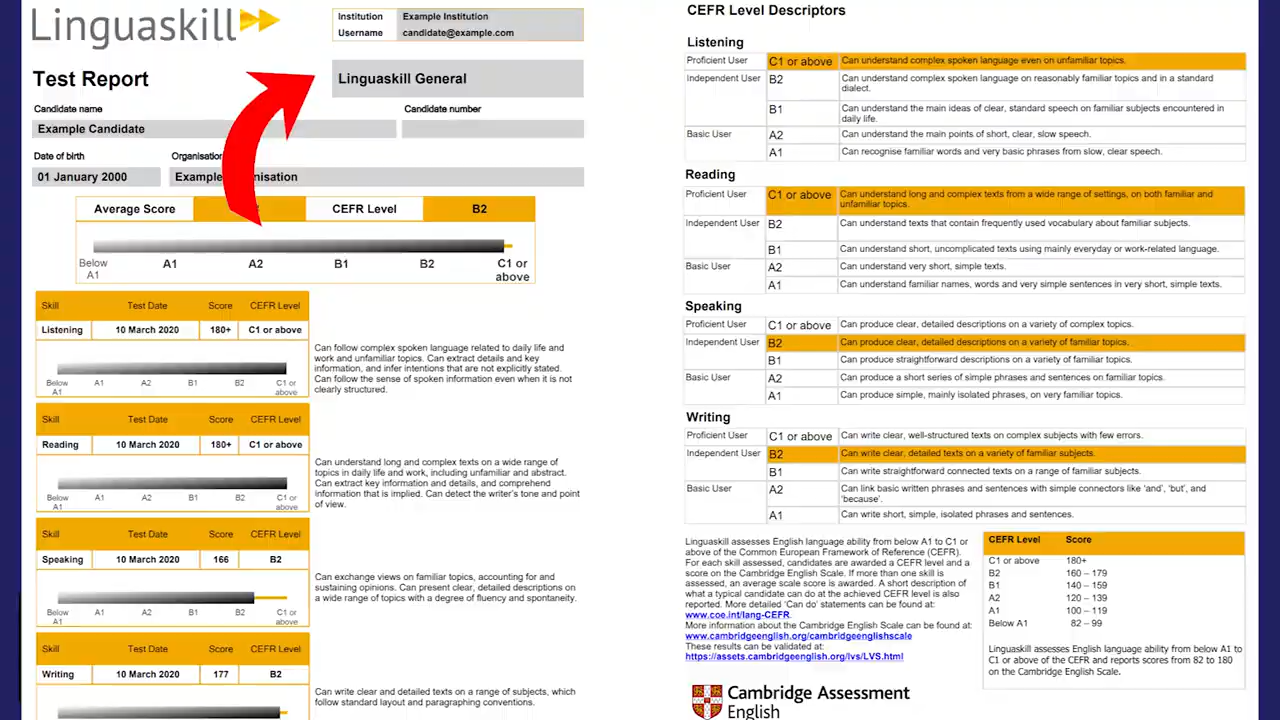 Linguaskill
Institution Example Institution
Username candidate@example.com
Test Report
Linguaskill General
Candidate name Candidate number
Example Candidate
Date of birth
01 January 2000
Average Score CEFR Level B2
Below A1 A1 A2 B1 B2 C1 or above
Skill Test Date Score CEFR Level
Listening 10 March 2020 180+ C1 or above
Below A1 A1 A2 B1 B2 C1 or above
Can follow complex spoken language related to daily life and
work and unfamiliar topics. Can extract details and key
information, and infer intentions that are not explicitly stated.
Can follow the sense of spoken information even when it is not
clearly structured.
Skill Test Date Score CEFR Level
Reading 10 March 2020 180+ C1 or above
Below A1 A1 A2 B1 B2 C1 or above
Can understand long and complex texts on a wide range of
topics in daily life and work, including unfamiliar and abstract.
Can extract key information and details, and comprehend
information that is implied. Can detect the writer's tone and point
of view.
Skill Test Date Score CEFR Level
Speaking 10 March 2020 166 B2
Below A1 A1 A2 B1 B2 C1 or above
Can exchange views on familiar topics, accounting for and
sustaining opinions. Can present clear, detailed descriptions on
a wide range of topics with a degree of fluency and spontaneity.
Skill Test Date Score CEFR Level
Writing 10 March 2020 177 B2
Can write clear and detailed texts on a range of subjects, which
follow standard layout and paragraphing conventions.
CEFR Level Descriptors
Listening
Proficient User C1 or above Can understand complex spoken language even on unfamiliar topics.
Independent User B2 Can understand complex spoken language on reasonably familiar topics and in a standard
dialect.
B1 Can understand the main ideas of clear, standard speech on familiar subjects encountered in
daily life.
Basic User A2 Can understand the main points of short, clear, slow speech.
A1 Can recognise familiar words and very basic phrases from slow, clear speech.
Reading
Proficient User C1 or above Can understand long and complex texts from a wide range of settings, on both familiar and
unfamiliar topics.
Independent User B2 Can understand texts that contain frequently used vocabulary about familiar subjects.
B1 Can understand short, uncomplicated texts using mainly everyday or work-related language.
Basic User A2 Can understand very short, simple texts.
A1 Can understand familiar names, words and very simple sentences in very short, simple texts.
Speaking
Proficient User C1 or above Can produce clear, detailed descriptions on a variety of complex topics.
Independent User B2 Can produce clear, detailed descriptions on a variety of familiar topics.
B1 Can produce straightforward descriptions on a variety of familiar topics.
Basic User A2 Can produce a short series of simple phrases and sentences on familiar topics.
A1 Can produce simple, mainly isolated phrases, on very familiar topics.
Writing
Proficient User C1 or above Can write clear, well-structured texts on complex subjects with few errors.
Independent User B2 Can write clear, detailed texts on a variety of familiar subjects.
B1 Can write straightforward connected texts on a range of familiar subjects.
Basic User A2 Can link basic written phrases and sentences with simple connectors like 'and', 'but', and
'because'.
A1 Can write short, simple, isolated phrases and sentences.
Linguaskill assesses English language ability from below A1 to C1 or
above of the Common European Framework of Reference (CEFR).
For each skill assessed, candidates are awarded a CEFR level and a
score on the Cambridge English Scale. If more than one skill is
assessed, an average scale score is awarded. A short description of
what a typical candidate can do at the achieved CEFR level is also
reported. More detailed 'Can do' statements can be found at:
www.coe.int/lang-CEFR.
More information about the Cambridge English Scale can be found at:
www.cambridgeenglish.org/cambridgeenglishscale
These results can be validated at:
https://assets.cambridgeenglish.org/lvs/LVS.html
CEFR Level Score
C1 or above 180+
B2 160 – 179
B1 140 – 159
A2 120 – 139
A1 100 – 119
Below A1 82 – 99
Linguaskill assesses English language ability from below A1 to
C1 or above of the CEFR and reports scores from 82 to 180
on the Cambridge English Scale.
Cambridge Assessment
English